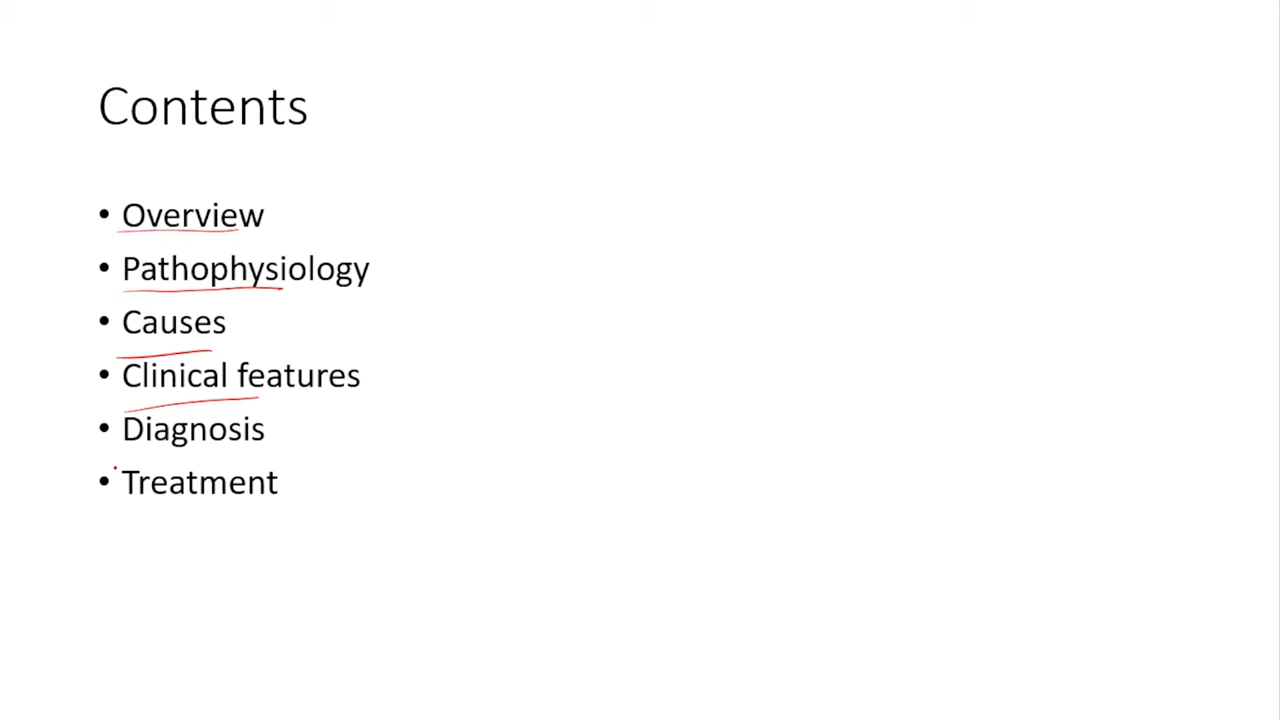 Contents
• Overview
• Pathophysiology
• Causes
• Clinical features
• Diagnosis
• Treatment